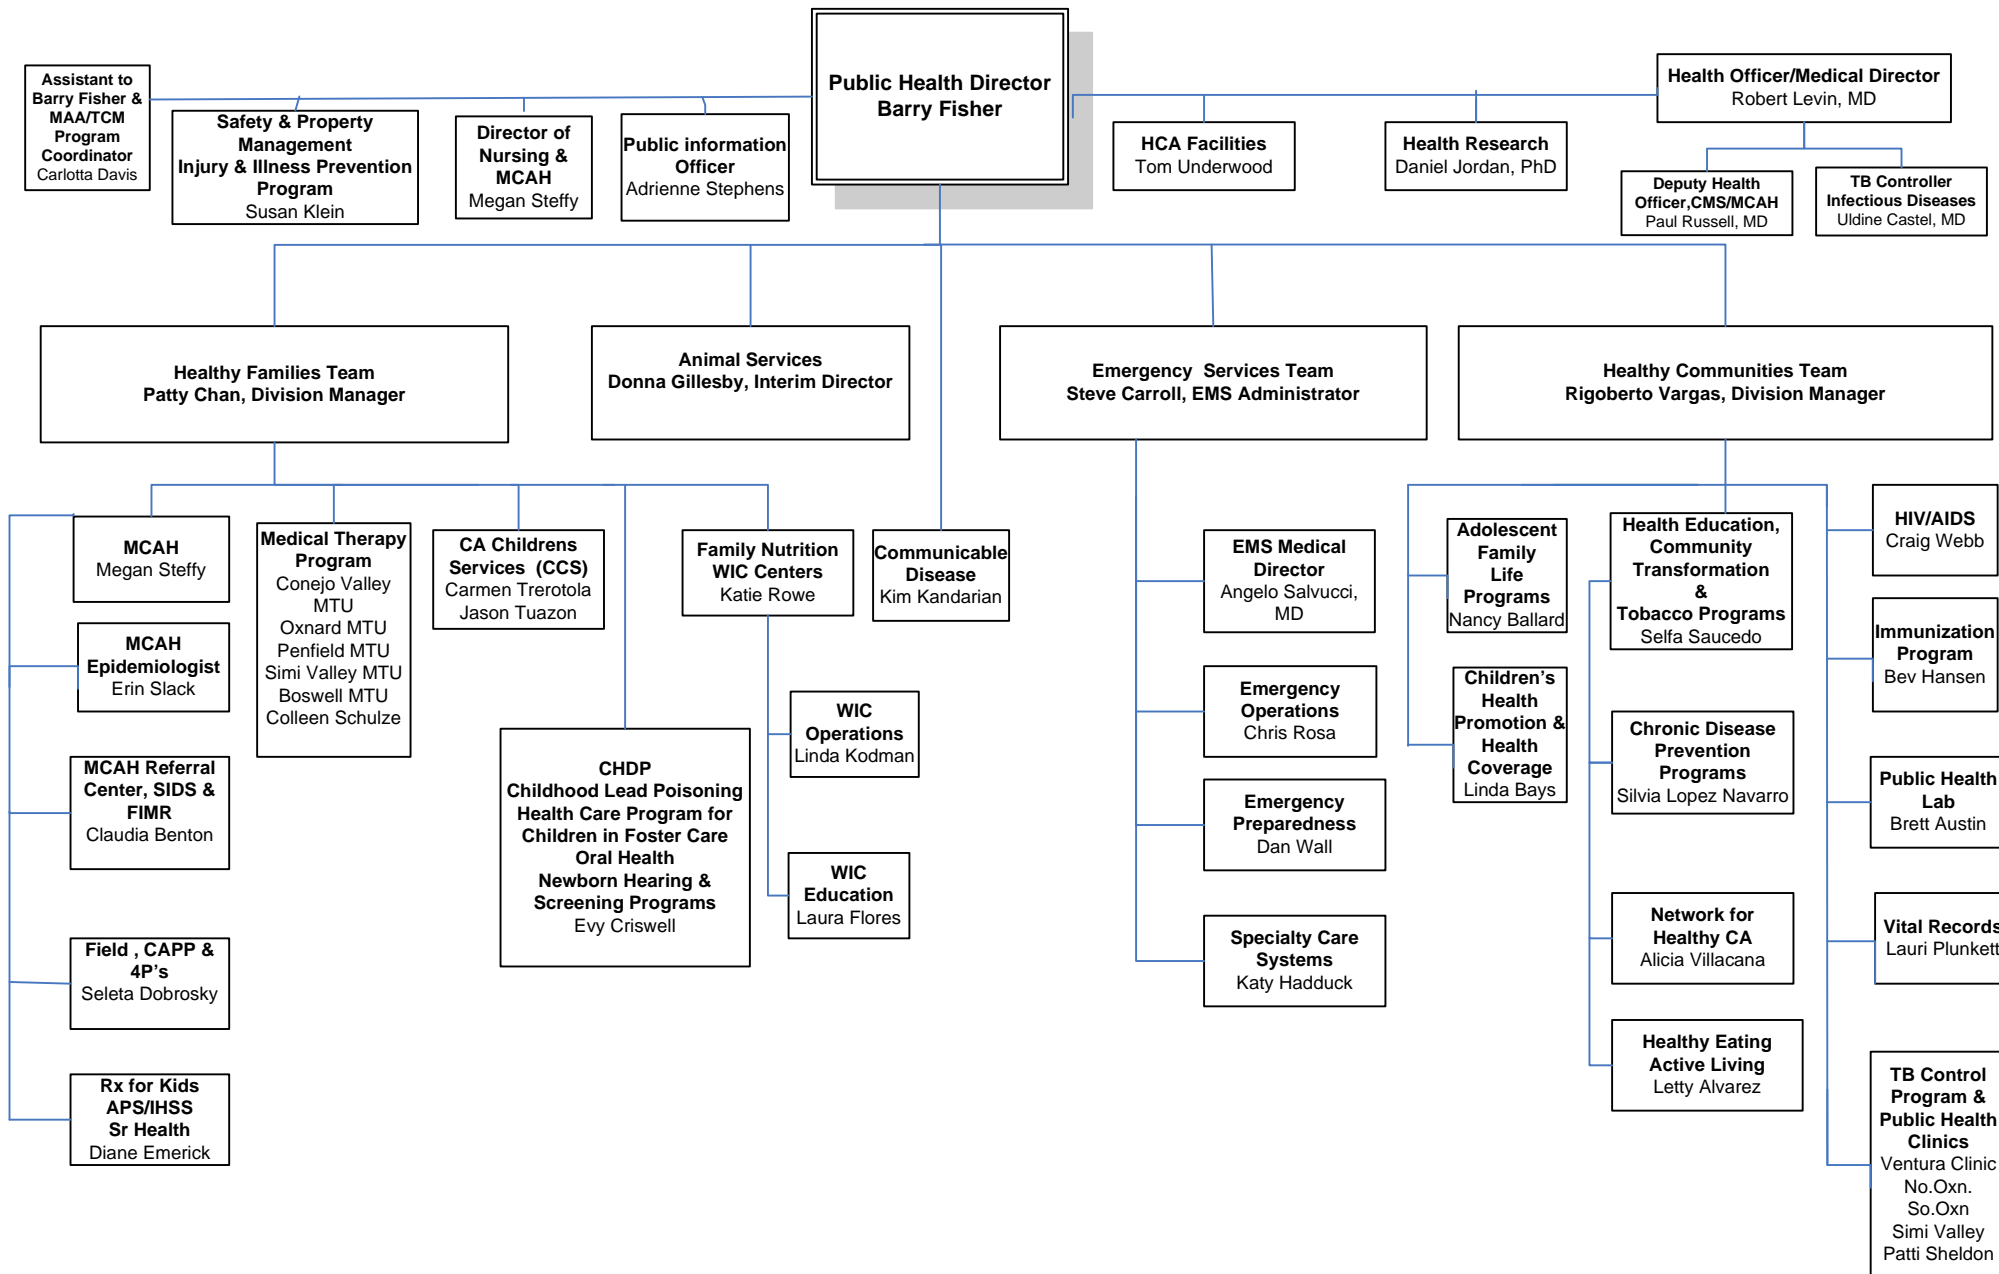 Public Health Director
Barry Fisher
Assistant to
Barry Fisher &
MAA/TCM
Program
Coordinator
Carlotta Davis
Safety & Property
Management
Injury & Illness Prevention
Program
Susan Klein
Director of
Nursing &
MCAH
Megan Steffy
Public information
Officer
Adrienne Stephens
HCA Facilities
Tom Underwood
Health Research
Daniel Jordan, PhD
Health Officer/Medical Director
Robert Levin, MD
Deputy Health
Officer,CMS/MCAH
Paul Russell, MD
TB Controller
Infectious Diseases
Uldine Castel, MD
Healthy Families Team
Patty Chan, Division Manager
Animal Services
Donna Gillesby, Interim Director
Emergency  Services Team
Steve Carroll, EMS Administrator
Healthy Communities Team
Rigoberto Vargas, Division Manager
MCAH
Megan Steffy
MCAH
Epidemiologist
Erin Slack
MCAH Referral
Center, SIDS &
FIMR
Claudia Benton
Field , CAPP &
4P's
Seleta Dobrosky
Rx for Kids
APS/IHSS
Sr Health
Diane Emerick
Medical Therapy
Program
Conejo Valley
MTU
Oxnard MTU
Penfield MTU
Simi Valley MTU
Boswell MTU
Colleen Schulze
CA Childrens
Services  (CCS)
Carmen Trerotola
Jason Tuazon
CHDP
Childhood Lead Poisoning
Health Care Program for
Children in Foster Care
Oral Health
Newborn Hearing &
Screening Programs
Evy Criswell
Family Nutrition
WIC Centers
Katie Rowe
WIC
Operations
Linda Kodman
WIC
Education
Laura Flores
Communicable
Disease
Kim Kandarian
EMS Medical
Director
Angelo Salvucci,
MD
Emergency
Operations
Chris Rosa
Emergency
Preparedness
Dan Wall
Specialty Care
Systems
Katy Hadduck
Adolescent
Family
Life
Programs
Nancy Ballard
Children's
Health
Promotion &
Health
Coverage
Linda Bays
Health Education,
Community
Transformation
&
Tobacco Programs
Selfa Saucedo
Chronic Disease
Prevention
Programs
Silvia Lopez Navarro
Network for
Healthy CA
Alicia Villacana
Healthy Eating
Active Living
Letty Alvarez
HIV/AIDS
Craig Webb
Immunization
Program
Bev Hansen
Public Health
Lab
Brett Austin
Vital Records
Lauri Plunkett
TB Control
Program &
Public Health
Clinics
Ventura Clinic
No.Oxn.
So.Oxn
Simi Valley
Patti Sheldon